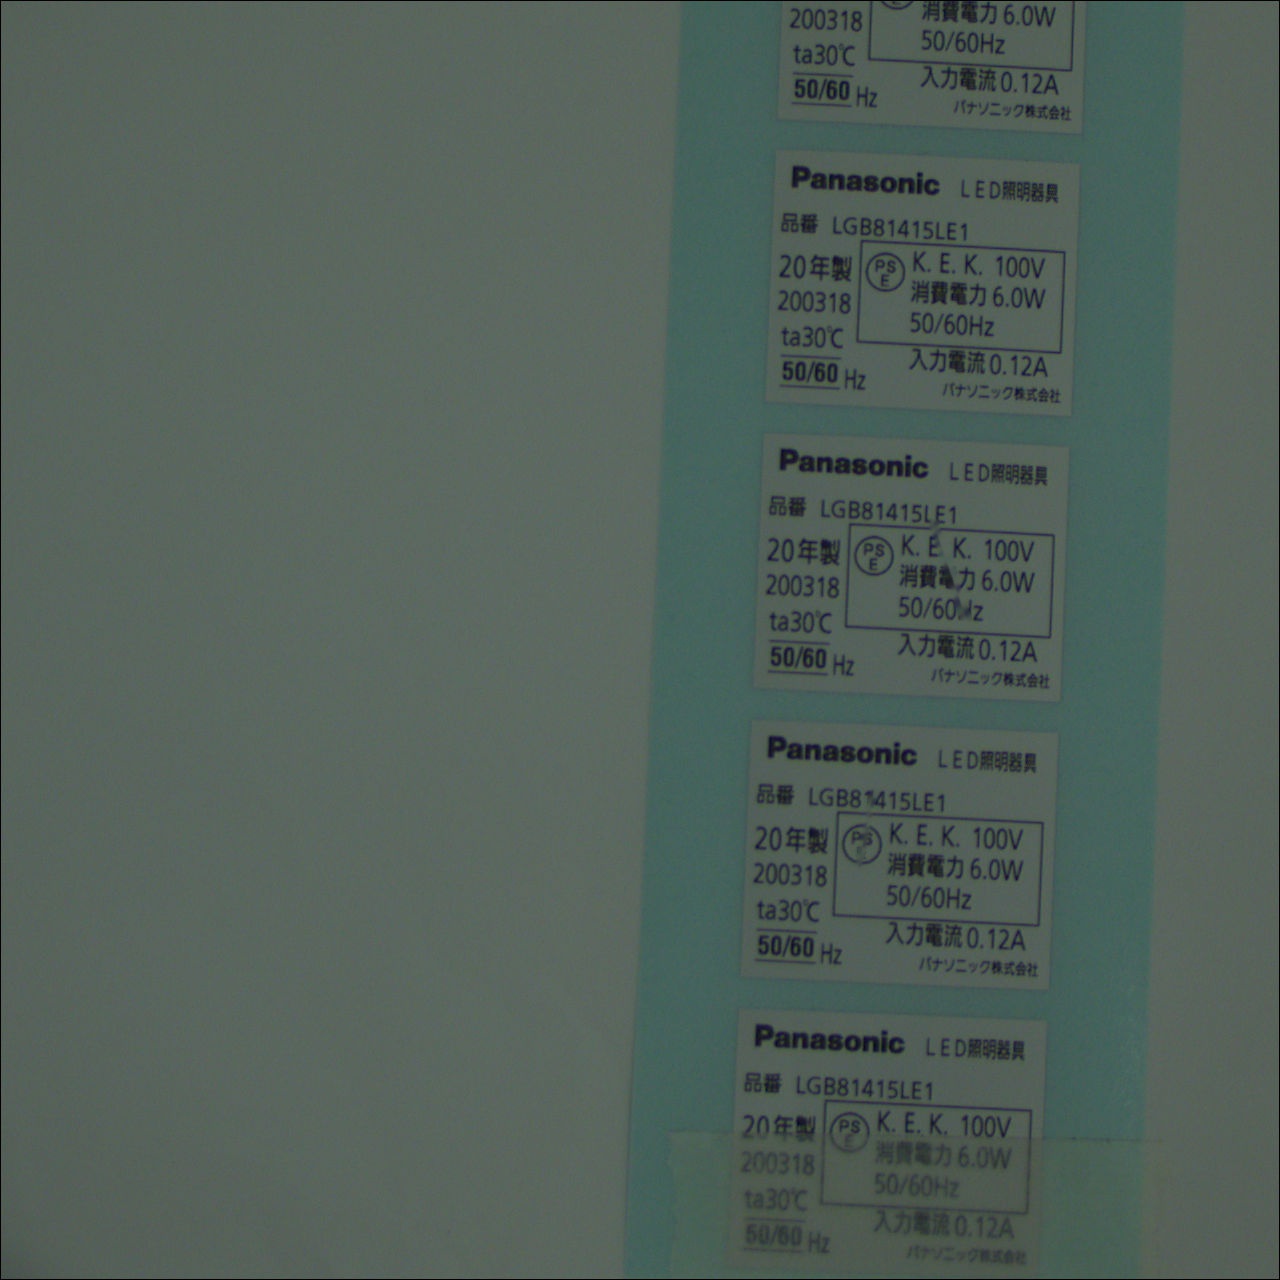 200318
消費電力 6.0W
50/60Hz
ta30℃
入力電流 0.12A
50/60 Hz
パナソニック株式会社
Panasonic LED照明器具
品番 LGB81415LE1
20年製
PS E K. E. K. 100V
200318
消費電力 6.0W
50/60Hz
ta30℃
入力電流 0.12A
50/60 Hz
パナソニック株式会社
Panasonic LED照明器具
品番 LGB81415LE1
20年製
PS E K. E K. 100V
200318
消費電力 6.0W
50/60Hz
ta30℃
入力電流 0.12A
50/60 Hz
パナソニック株式会社
Panasonic LED照明器具
品番 LGB81415LE1
20年製
PS E K. E. K. 100V
200318
消費電力 6.0W
50/60Hz
ta30℃
入力電流 0.12A
50/60 Hz
パナソニック株式会社
Panasonic LED照明器具
品番 LGB81415LE1
20年製
PS E K. E. K. 100V
200318
消費電力 6.0W
50/60Hz
ta30℃
入力電流 0.12A
50/60 Hz
パナソニック株式会社